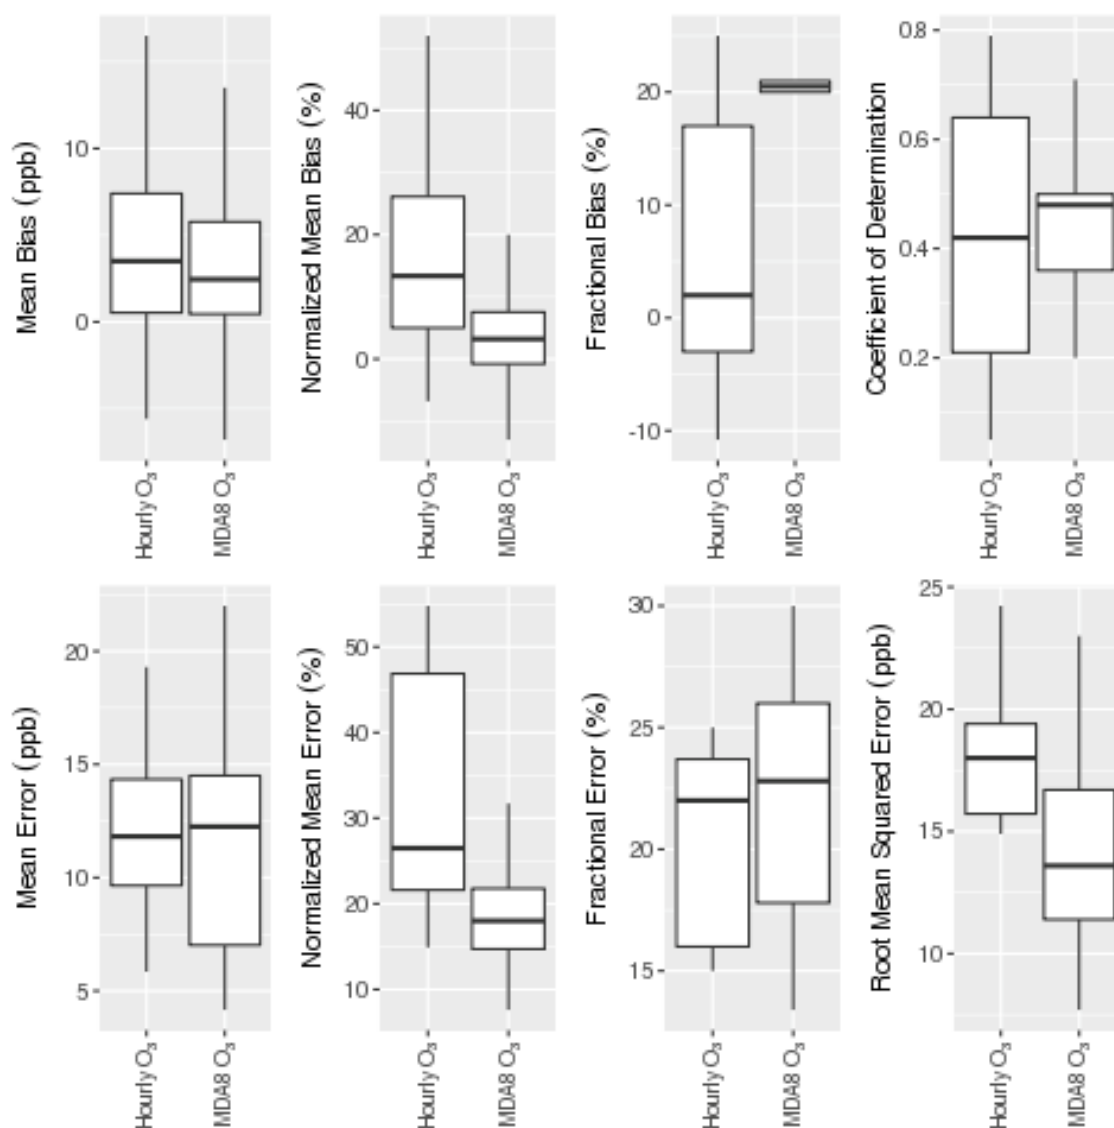 Mean Bias (ppb)
10
0
Hourly O₃
MDA8 O₃
Normalized Mean Bias (%)
40
20
0
Hourly O₃
MDA8 O₃
Fractional Bias (%)
20
10
0
-10
Hourly O₃
MDA8 O₃
Coefficient of Determination
0.8
0.6
0.4
0.2
Hourly O₃
MDA8 O₃
Mean Error (ppb)
20
15
10
5
Hourly O₃
MDA8 O₃
Normalized Mean Error (%)
50
40
30
20
10
Hourly O₃
MDA8 O₃
Fractional Error (%)
30
25
20
15
Hourly O₃
MDA8 O₃
Root Mean Squared Error (ppb)
25
20
15
10
Hourly O₃
MDA8 O₃